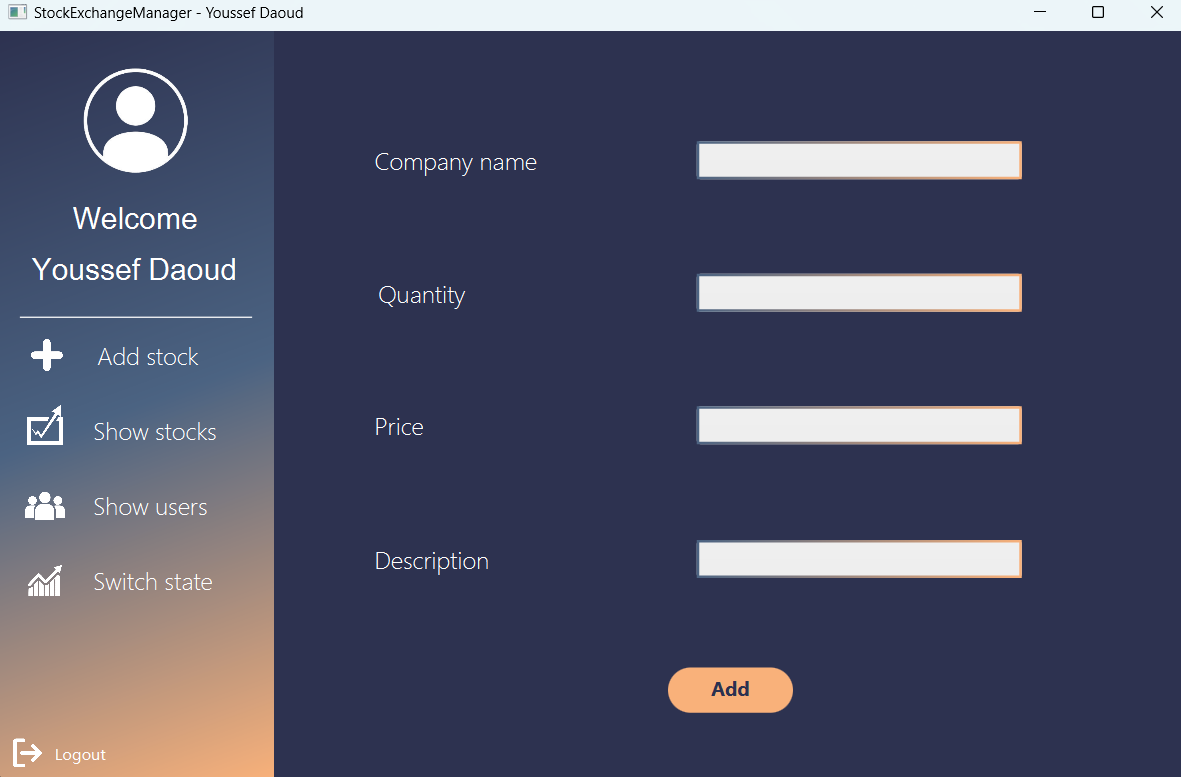 StockExchangeManager - Youssef Daoud
Welcome
Youssef Daoud
Add stock
Show stocks
Show users
Switch state
Logout
Company name
Quantity
Price
Description
Add